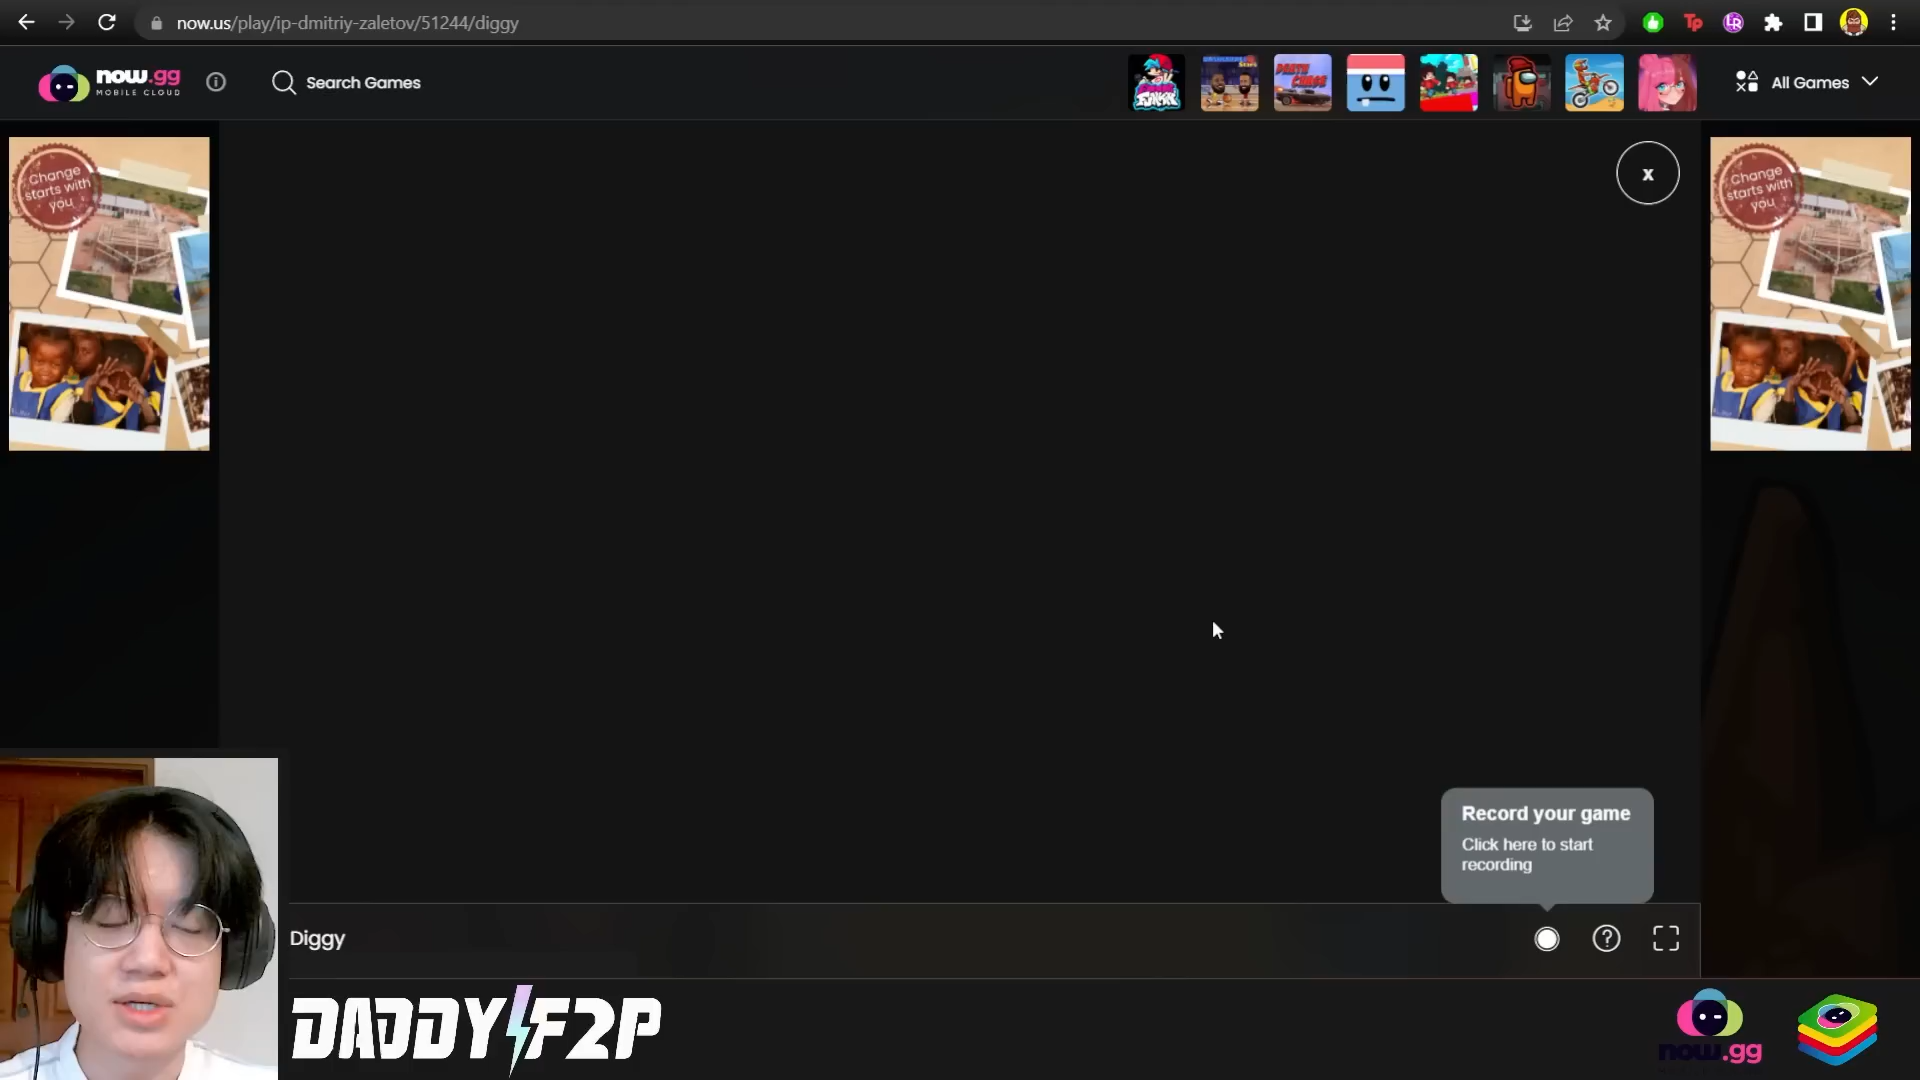 now.us/play/ip-dmitriy-zaletov/51244/diggy
now.gg
MOBILE CLOUD
Search Games
All Games
Change
starts with
you
x
Change
starts with
you
Record your game
Click here to start
recording
Diggy
DADDY F2P
now.gg